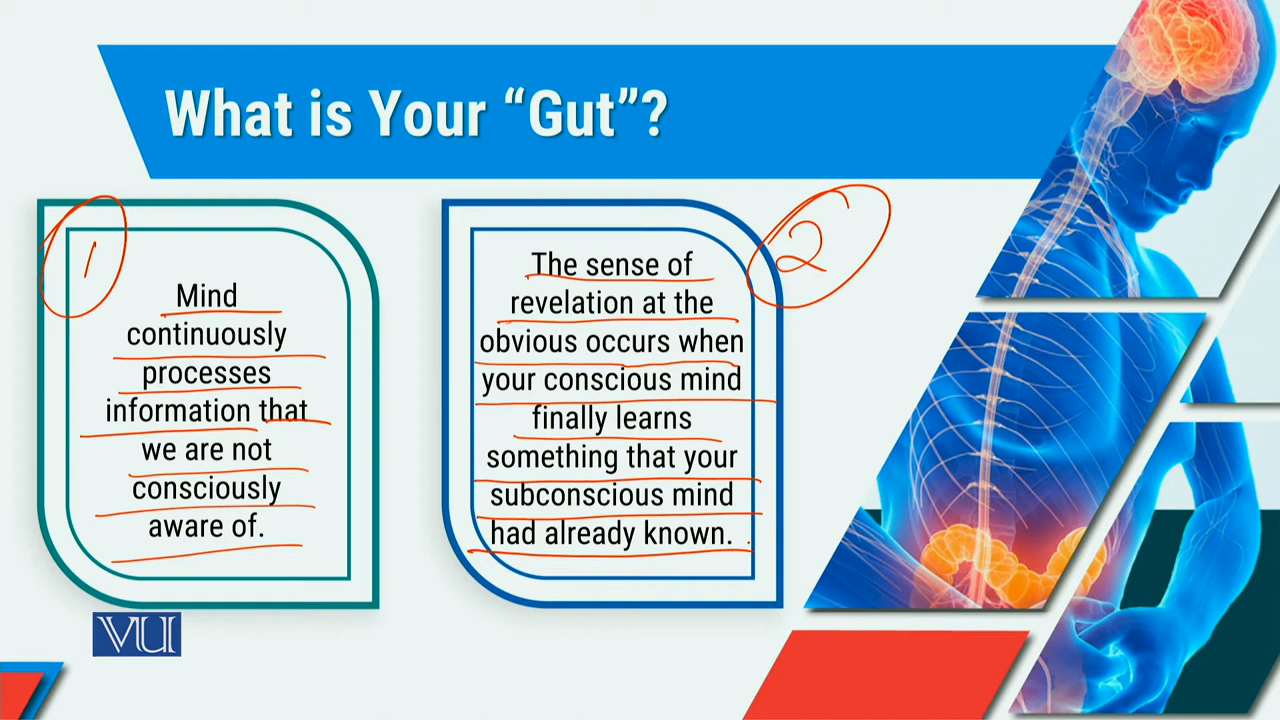 What is Your “Gut”?
1
Mind
continuously
processes
information that
we are not
consciously
aware of.
2
The sense of
revelation at the
obvious occurs when
your conscious mind
finally learns
something that your
subconscious mind
had already known.
VU